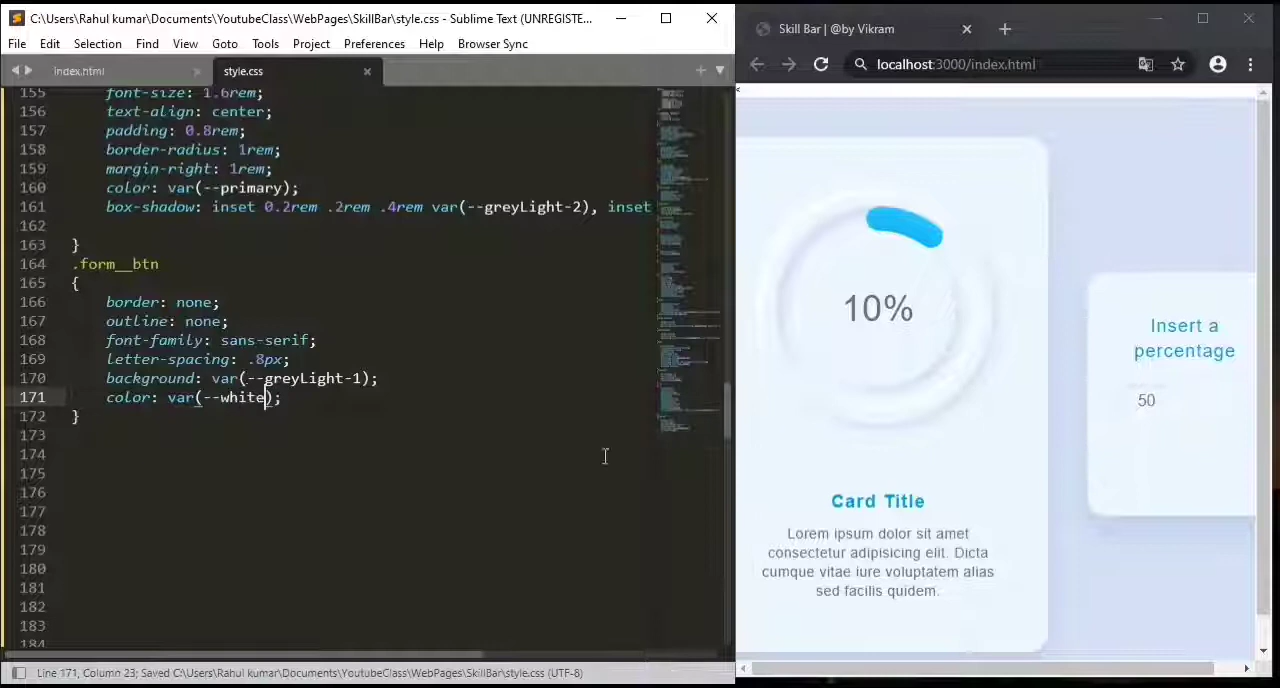 C:\Users\Rahul kumar\Documents\YoutubeClass\WebPages\SkillBar\style.css - Sublime Text (UNREGISTE...
File Edit Selection Find View Goto Tools Project Preferences Help Browser Sync
index.html
style.css
155 font-size: 1.6rem;
156 text-align: center;
157 padding: 0.8rem;
158 border-radius: 1rem;
159 margin-right: 1rem;
160 color: var(--primary);
161 box-shadow: inset 0.2rem .2rem .4rem var(--greyLight-2), inset
162
163 }
164 .form__btn
165 {
166 border: none;
167 outline: none;
168 font-family: sans-serif;
169 letter-spacing: .8px;
170 background: var(--greyLight-1);
171 color: var(--white);
172 }
173
174
175
176
177
178
179
180
181
182
183
184
Line 171, Column 23; Saved C:\Users\Rahul kumar\Documents\YoutubeClass\WebPages\SkillBar\style.css (UTF-8)
Skill Bar | @by Vikram
localhost:3000/index.html
<
10%
Card Title
Lorem ipsum dolor sit amet
consectetur adipisicing elit. Dicta
cumque vitae iure voluptatem alias
sed facilis quidem.
Insert a
percentage
50